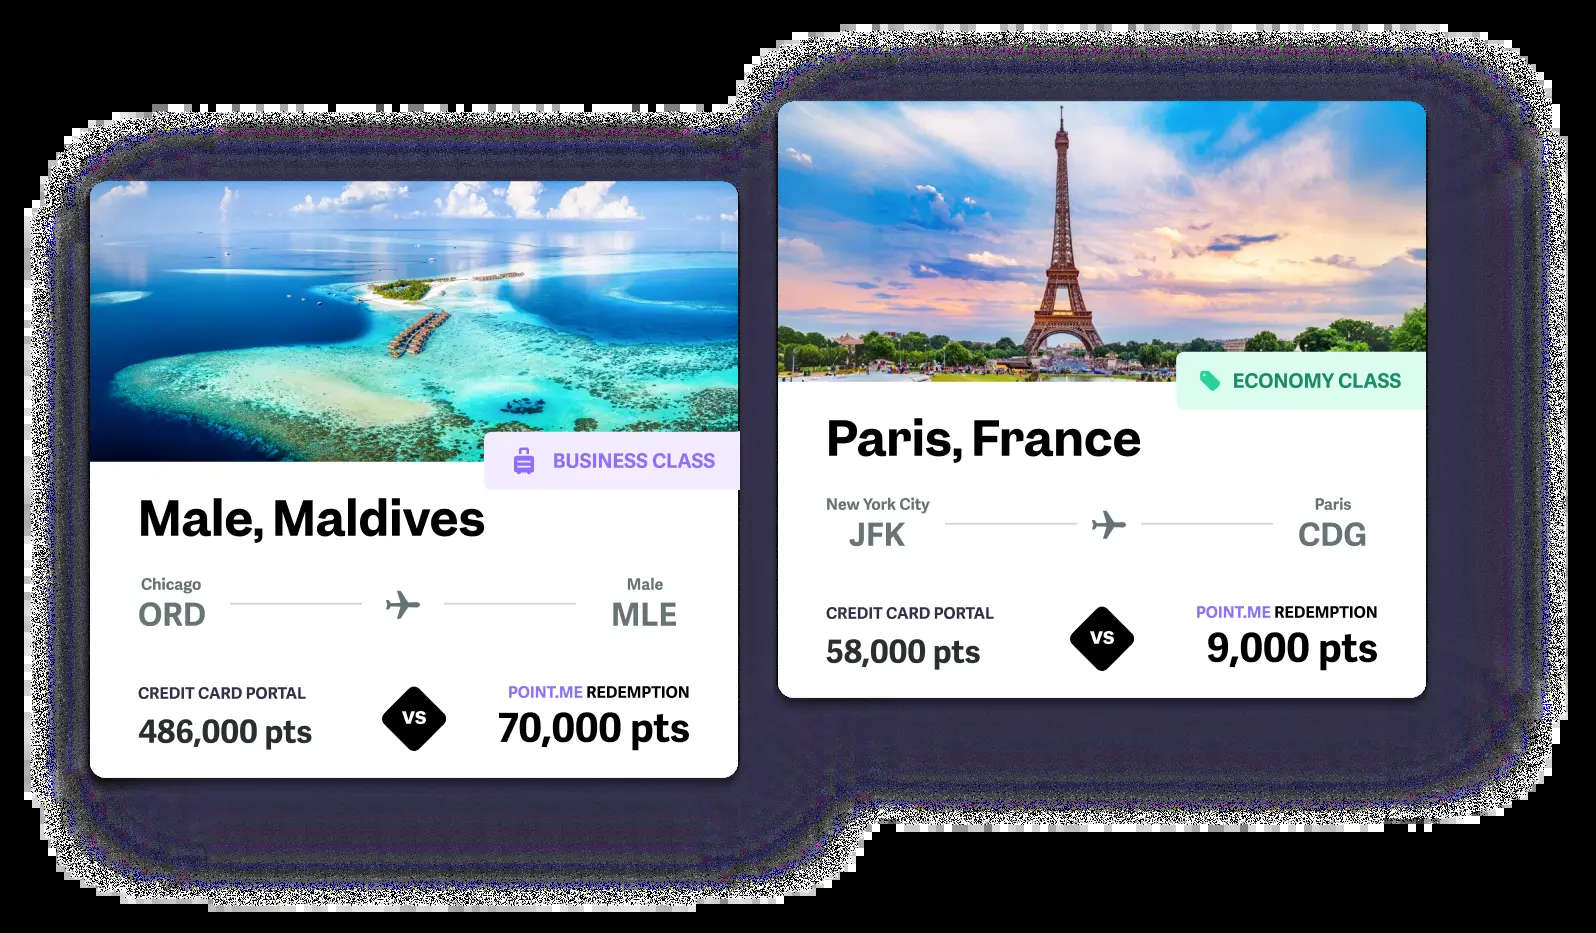 BUSINESS CLASS
Male, Maldives
Chicago Male
ORD MLE
CREDIT CARD PORTAL POINT.ME REDEMPTION
486,000 pts VS 70,000 pts
ECONOMY CLASS
Paris, France
New York City Paris
JFK CDG
CREDIT CARD PORTAL POINT.ME REDEMPTION
58,000 pts VS 9,000 pts